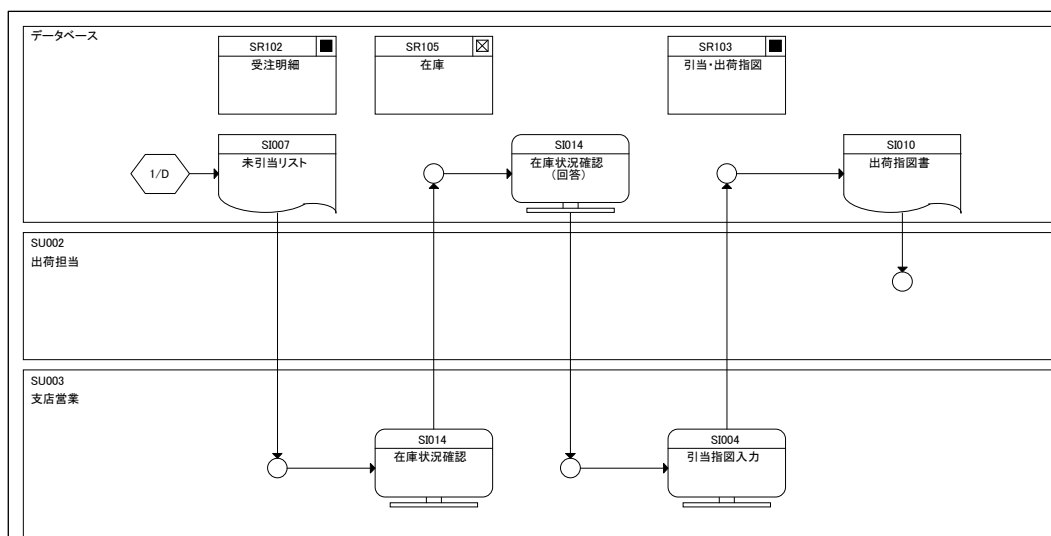 データベース
SR102
受注明細
SR105
在庫
SR103
引当・出荷指図
1/D
SI007
未引当リスト
SI014
在庫状況確認
(回答)
SI010
出荷指図書
SU002
出荷担当
SU003
支店営業
SI014
在庫状況確認
SI004
引当指図入力